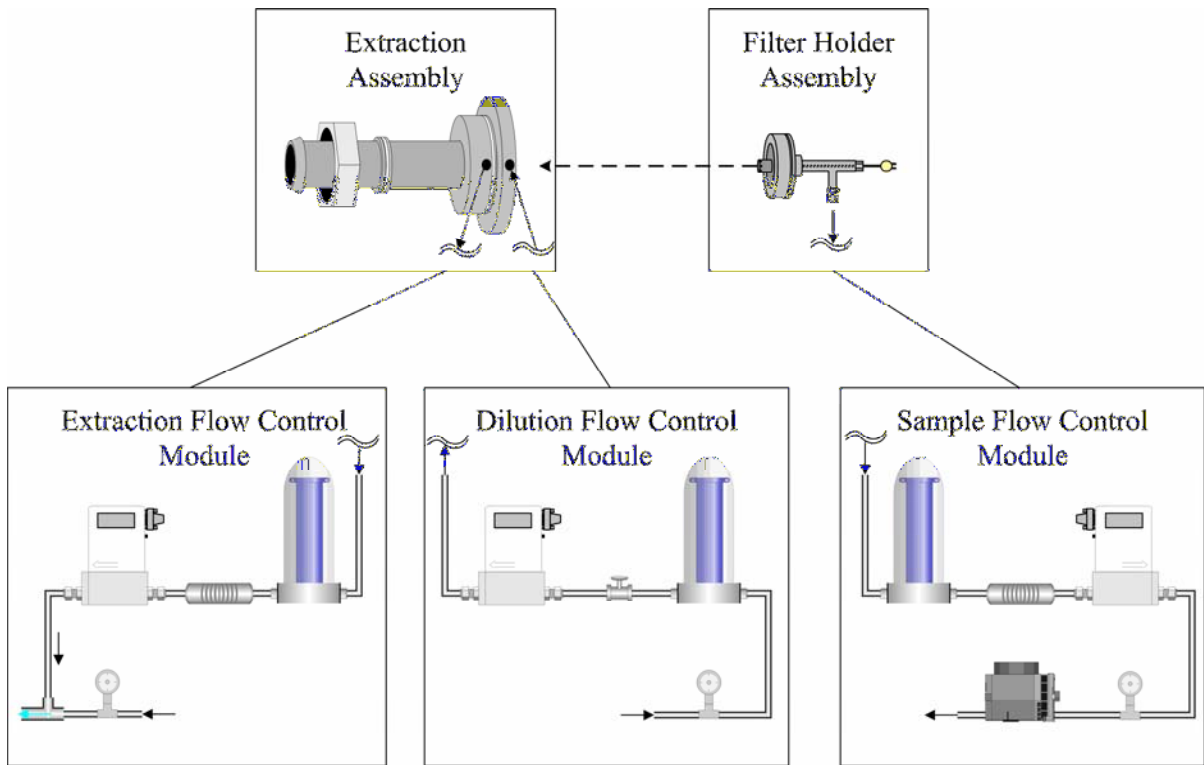 Extraction
Assembly
Filter Holder
Assembly
Extraction Flow Control
Module
Dilution Flow Control
Module
Sample Flow Control
Module